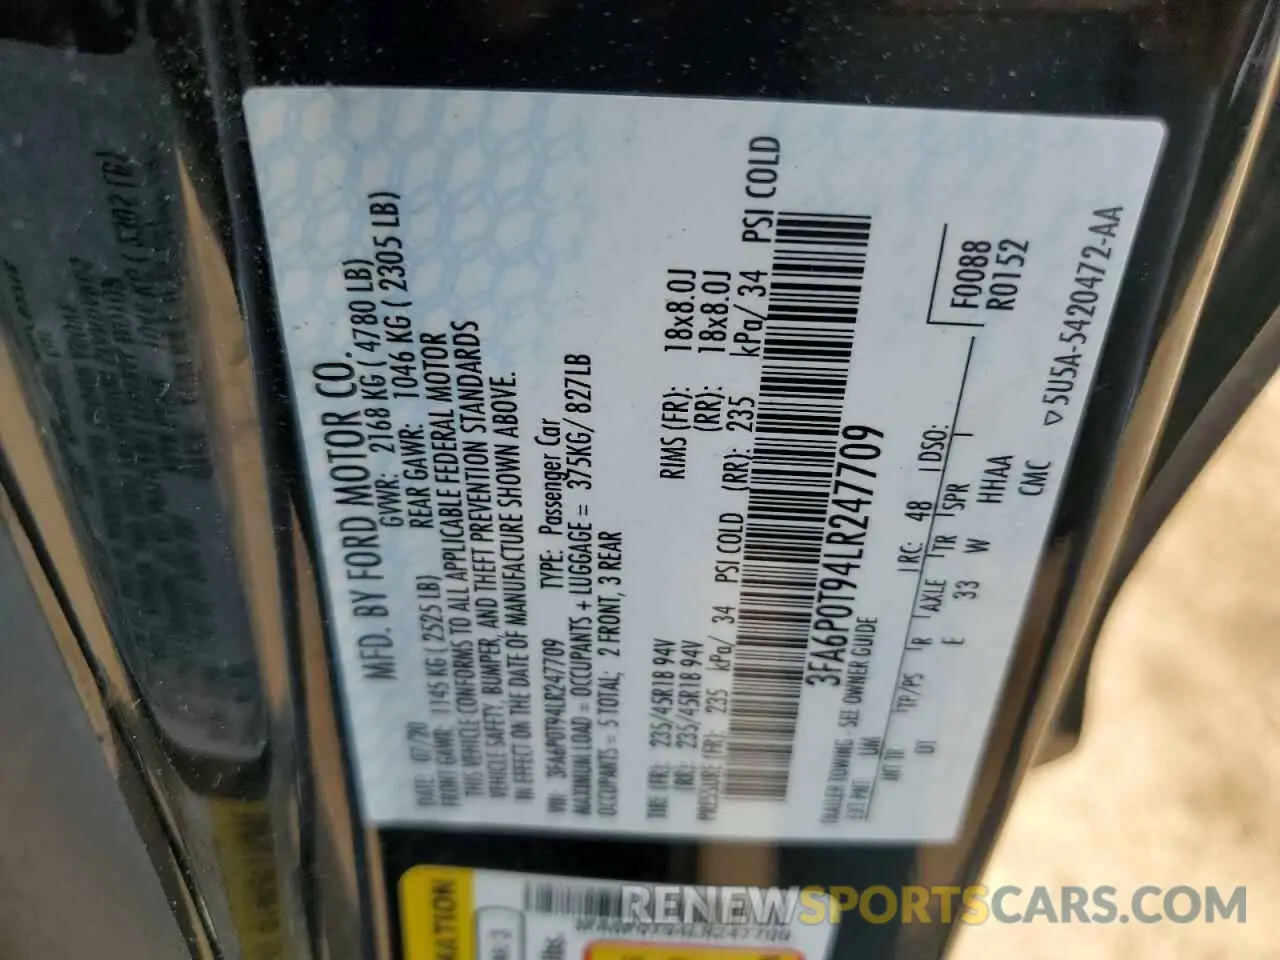 MFD. BY FORD MOTOR CO.
DATE: 07/20 GVWR: 2168 KG ( 4780 LB)
FRONT GAWR: 1145 KG ( 2525 LB) REAR GAWR: 1046 KG ( 2305 LB)
THIS VEHICLE CONFORMS TO ALL APPLICABLE FEDERAL MOTOR
VEHICLE SAFETY, BUMPER, AND THEFT PREVENTION STANDARDS
IN EFFECT ON THE DATE OF MANUFACTURE SHOWN ABOVE.
VIN: 3FA6P0T94LR247709 TYPE: Passenger Car
MAXIMUM LOAD = OCCUPANTS + LUGGAGE = 375KG/ 827LB
OCCUPANTS = 5 TOTAL; 2 FRONT, 3 REAR
TIRE (FR): 235/45R18 94V RIMS (FR): 18x8.0J
(RR): 235/45R18 94V (RR): 18x8.0J
PRESSURE (FR): 235 kPa/ 34 PSI COLD (RR): 235 kPa/ 34 PSI COLD
3FA6P0T94LR247709
TRAILER TOWING - SEE OWNER GUIDE
EXT PNT: UM RC: 48 DSO: F0088
R0152
INT TR TP/PS R AXLE TR SPR
DT E 33 W HHAA
CMC
5U5A-5420472-AA
MATION
lbs.
RENEWSPORTSCARS.COM